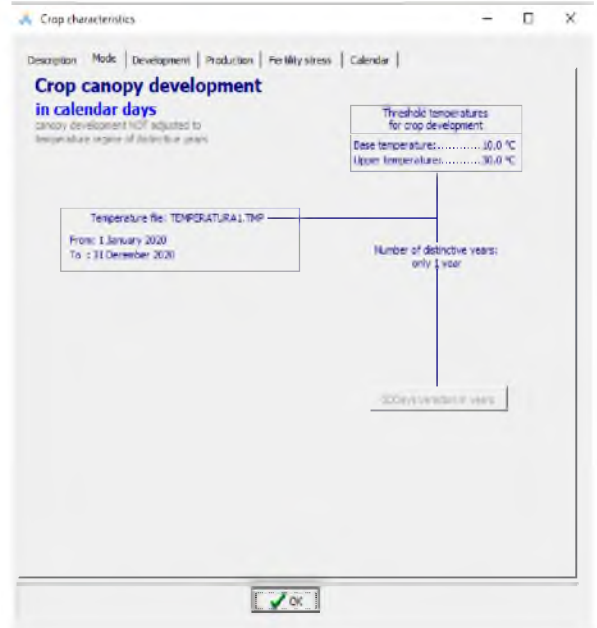 Crop characteristics
Description Mode Development Production Fertility stress Calendar
Crop canopy development
in calendar days
canopy development NOT adjusted to
temperature regime of distinctive years
Threshold temperatures
for crop development
Base temperature:............10.0 °C
Upper temperature:...........30.0 °C
Temperature file: TEMPERATURA1.TMP
From: 1 January 2020
To : 31 December 2020
Number of distinctive years:
only 1 year
years
OK